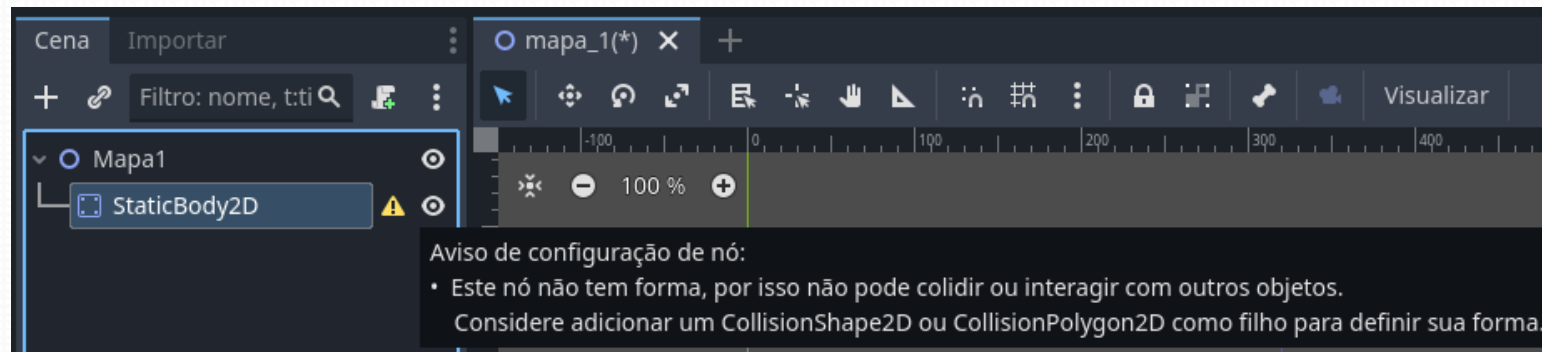 Cena Importar
mapa_1(*)
Filtro: nome, t:ti
Visualizar
-100 0 100 200 300 400
Mapa1
100 %
StaticBody2D
Aviso de configuração de nó:
• Este nó não tem forma, por isso não pode colidir ou interagir com outros objetos.
Considere adicionar um CollisionShape2D ou CollisionPolygon2D como filho para definir sua forma.